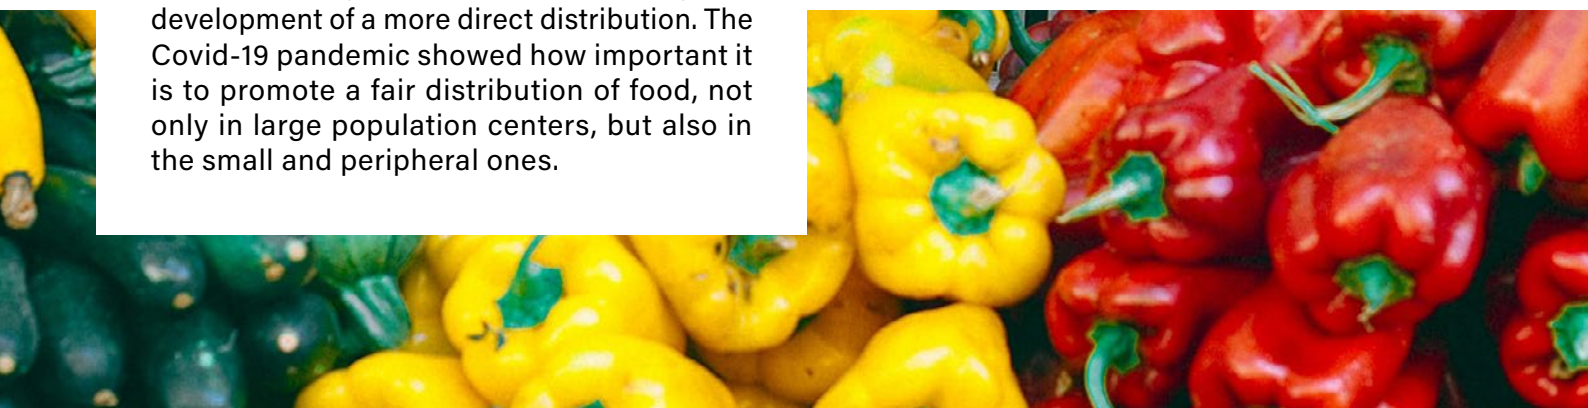 development of a more direct distribution. The
Covid-19 pandemic showed how important it
is to promote a fair distribution of food, not
only in large population centers, but also in
the small and peripheral ones.